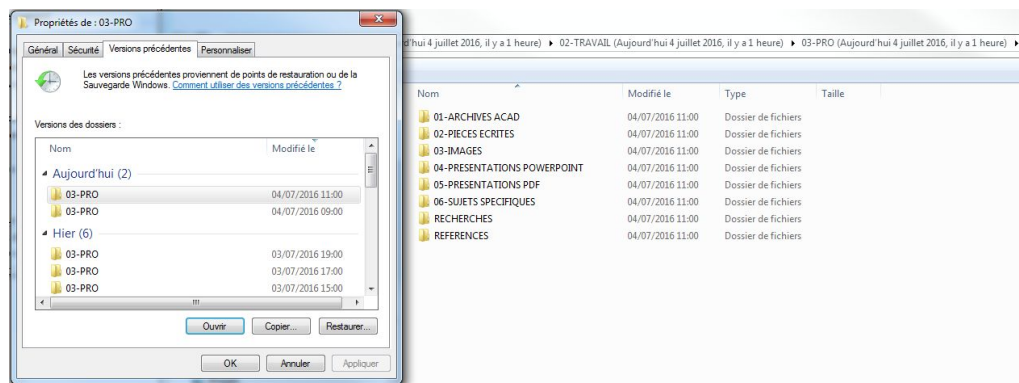 Propriétés de : 03-PRO
Général Sécurité Versions précédentes Personnaliser
Les versions précédentes proviennent de points de restauration ou de la
Sauvegarde Windows. Comment utiliser des versions précédentes ?
Versions des dossiers :
Nom Modifié le
Aujourd'hui (2)
03-PRO 04/07/2016 11:00
03-PRO 04/07/2016 09:00
Hier (6)
03-PRO 03/07/2016 19:00
03-PRO 03/07/2016 17:00
03-PRO 03/07/2016 15:00
Ouvrir Copier... Restaurer...
OK Annuler Appliquer
d'hui 4 juillet 2016, il y a 1 heure) 02-TRAVAIL (Aujourd'hui 4 juillet 2016, il y a 1 heure) 03-PRO (Aujourd'hui 4 juillet 2016, il y a 1 heure)
Nom Modifié le Type Taille
01-ARCHIVES ACAD 04/07/2016 11:00 Dossier de fichiers
02-PIECES ECRITES 04/07/2016 11:00 Dossier de fichiers
03-IMAGES 04/07/2016 11:00 Dossier de fichiers
04-PRESENTATIONS POWERPOINT 04/07/2016 11:00 Dossier de fichiers
05-PRESENTATIONS PDF 04/07/2016 11:00 Dossier de fichiers
06-SUJETS SPECIFIQUES 04/07/2016 11:00 Dossier de fichiers
RECHERCHES 04/07/2016 11:00 Dossier de fichiers
REFERENCES 04/07/2016 11:00 Dossier de fichiers